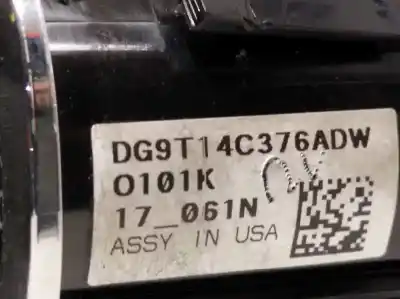 DG9T14C376ADW
0101K
17_061N
ASSY IN USA